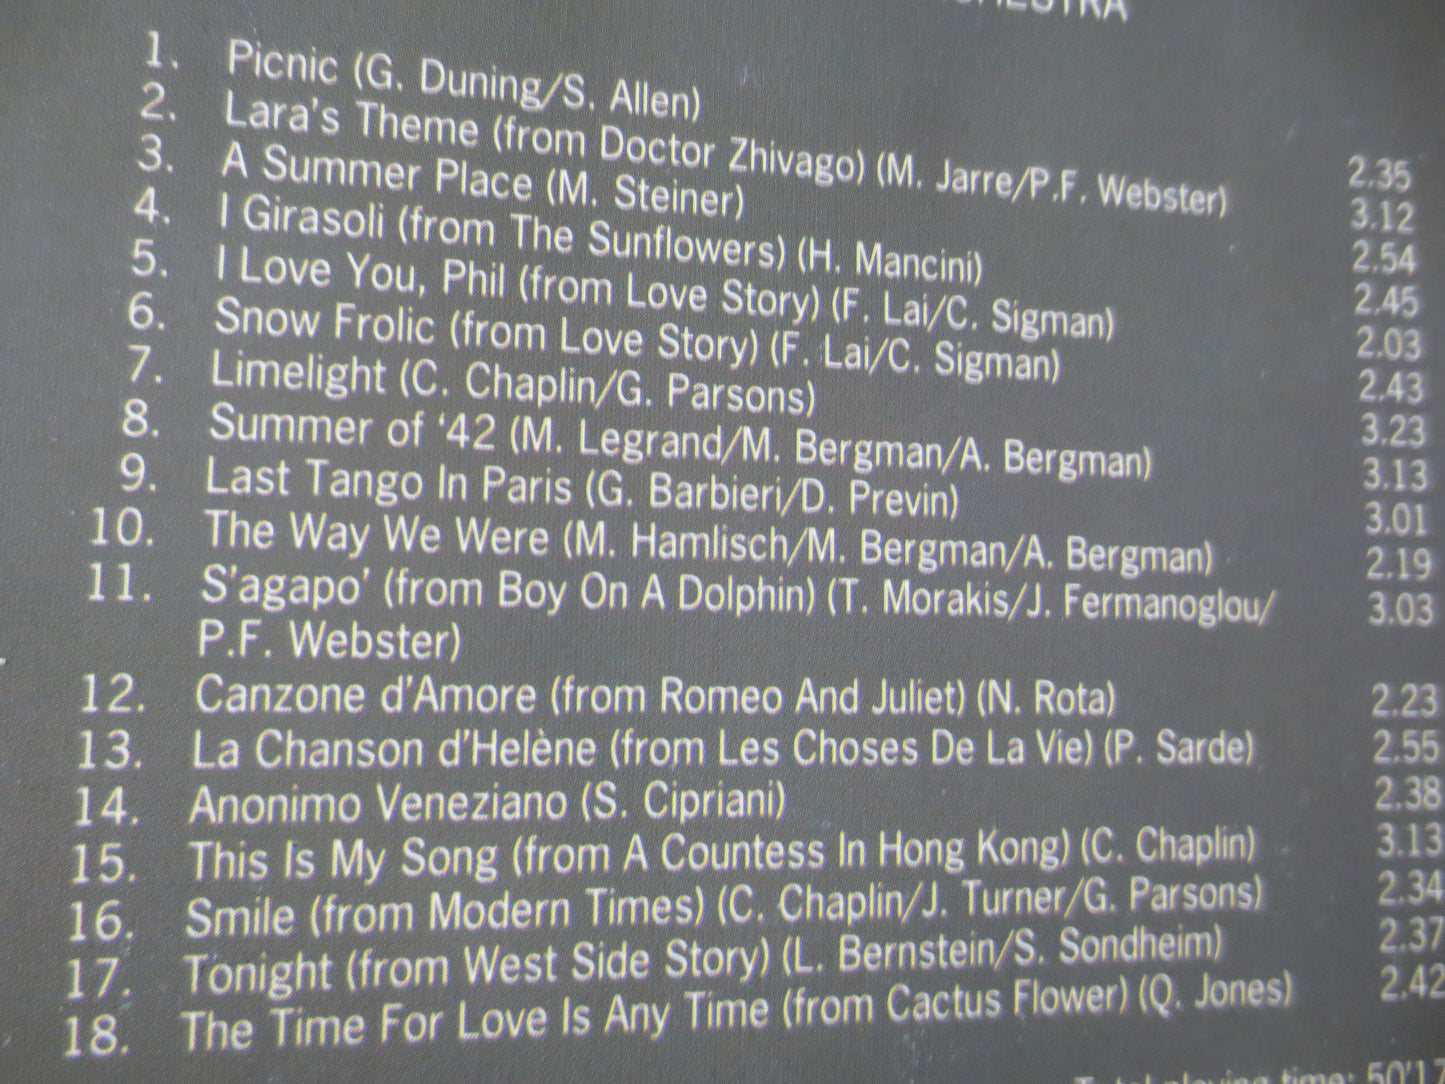 1. Picnic (G. Duning/S. Allen) 2.35
2. Lara's Theme (from Doctor Zhivago) (M. Jarre/P.F. Webster) 3.12
3. A Summer Place (M. Steiner) 2.54
4. I Girasoli (from The Sunflowers) (H. Mancini) 2.45
5. I Love You, Phil (from Love Story) (F. Lai/C. Sigman) 2.03
6. Snow Frolic (from Love Story) (F. Lai/C. Sigman) 2.43
7. Limelight (C. Chaplin/G. Parsons) 3.23
8. Summer of '42 (M. Legrand/M. Bergman/A. Bergman) 3.13
9. Last Tango In Paris (G. Barbieri/D. Previn) 3.01
10. The Way We Were (M. Hamlisch/M. Bergman/A. Bergman) 2.19
11. S'agapo' (from Boy On A Dolphin) (T. Morakis/J. Fermanoglou/ 3.03
P.F. Webster)
12. Canzone d'Amore (from Romeo And Juliet) (N. Rota) 2.23
13. La Chanson d'Helène (from Les Choses De La Vie) (P. Sarde) 2.55
14. Anonimo Veneziano (S. Cipriani) 2.38
15. This Is My Song (from A Countess In Hong Kong) (C. Chaplin) 3.13
16. Smile (from Modern Times) (C. Chaplin/J. Turner/G. Parsons) 2.34
17. Tonight (from West Side Story) (L. Bernstein/S. Sondheim) 2.37
18. The Time For Love Is Any Time (from Cactus Flower) (Q. Jones) 2.42
Total playing time: 50'17